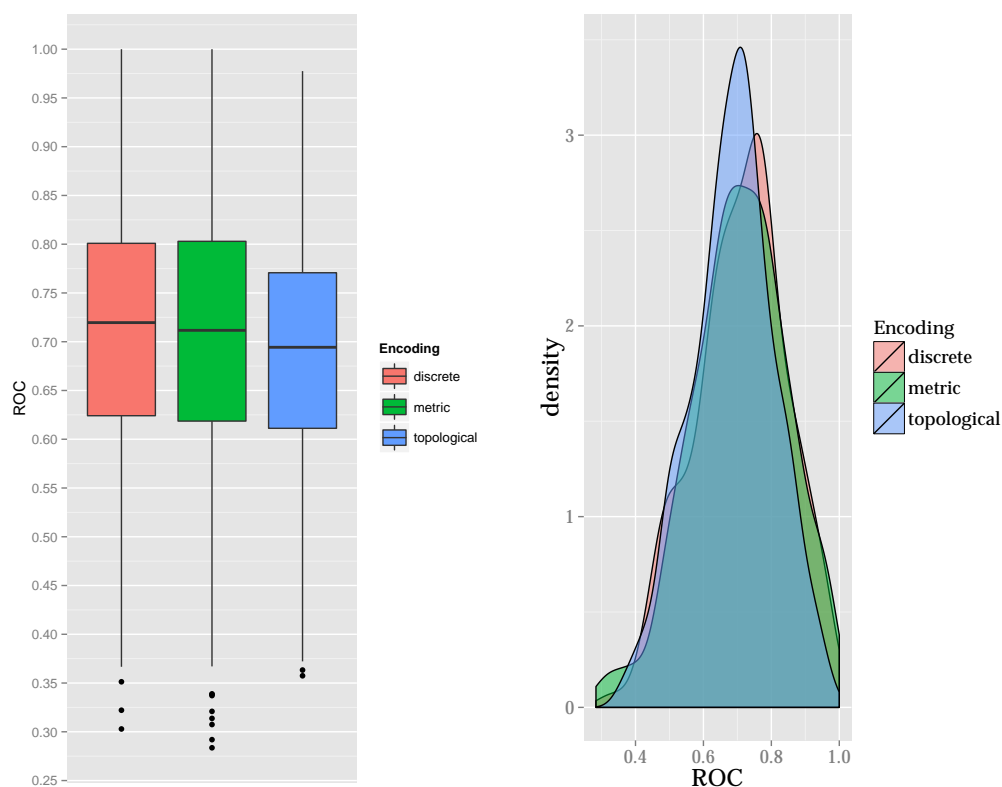 1.00
0.95
0.90
0.85
0.80
0.75
0.70
0.65
0.60
0.55
0.50
0.45
0.40
0.35
0.30
0.25
ROC
Encoding
discrete
metric
topological
3
2
1
0
density
0.4 0.6 0.8 1.0
ROC
Encoding
discrete
metric
topological